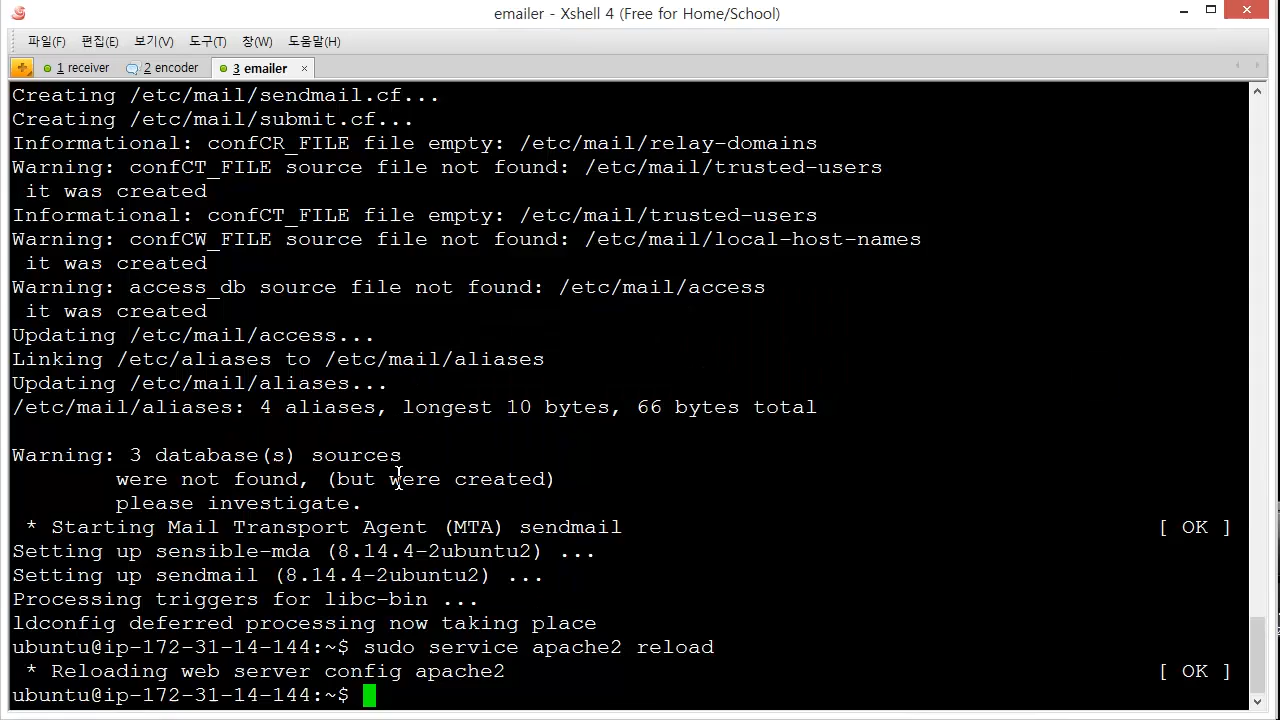 emailer - Xshell 4 (Free for Home/School)
파일(F) 편집(E) 보기(V) 도구(T) 창(W) 도움말(H)
1 receiver 2 encoder 3 emailer
Creating /etc/mail/sendmail.cf...
Creating /etc/mail/submit.cf...
Informational: confCR_FILE file empty: /etc/mail/relay-domains
Warning: confCT_FILE source file not found: /etc/mail/trusted-users
it was created
Informational: confCT_FILE file empty: /etc/mail/trusted-users
Warning: confCW_FILE source file not found: /etc/mail/local-host-names
it was created
Warning: access_db source file not found: /etc/mail/access
it was created
Updating /etc/mail/access...
Linking /etc/aliases to /etc/mail/aliases
Updating /etc/mail/aliases...
/etc/mail/aliases: 4 aliases, longest 10 bytes, 66 bytes total
Warning: 3 database(s) sources
were not found, (but were created)
please investigate.
* Starting Mail Transport Agent (MTA) sendmail [ OK ]
Setting up sensible-mda (8.14.4-2ubuntu2) ...
Setting up sendmail (8.14.4-2ubuntu2) ...
Processing triggers for libc-bin ...
ldconfig deferred processing now taking place
ubuntu@ip-172-31-14-144:~$ sudo service apache2 reload
* Reloading web server config apache2 [ OK ]
ubuntu@ip-172-31-14-144:~$